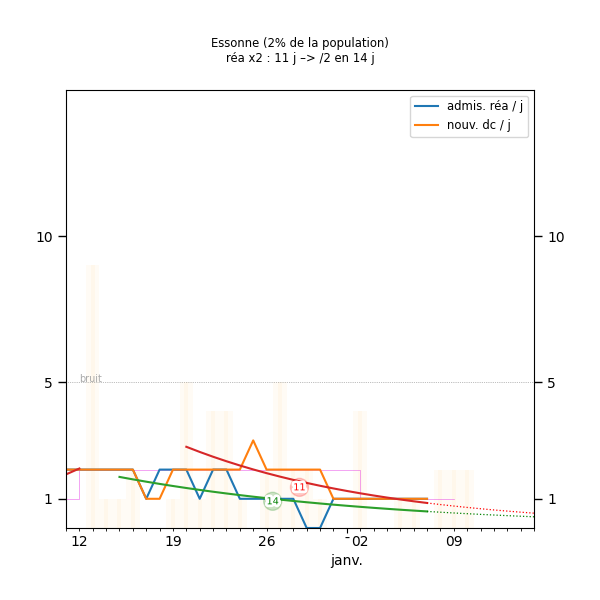 Essonne (2% de la population)
réa x2 : 11 j –> /2 en 14 j
admis. réa / j
nouv. dc / j
10
10
bruit
5
5
11
14
1
1
12
19
26
02
09
janv.